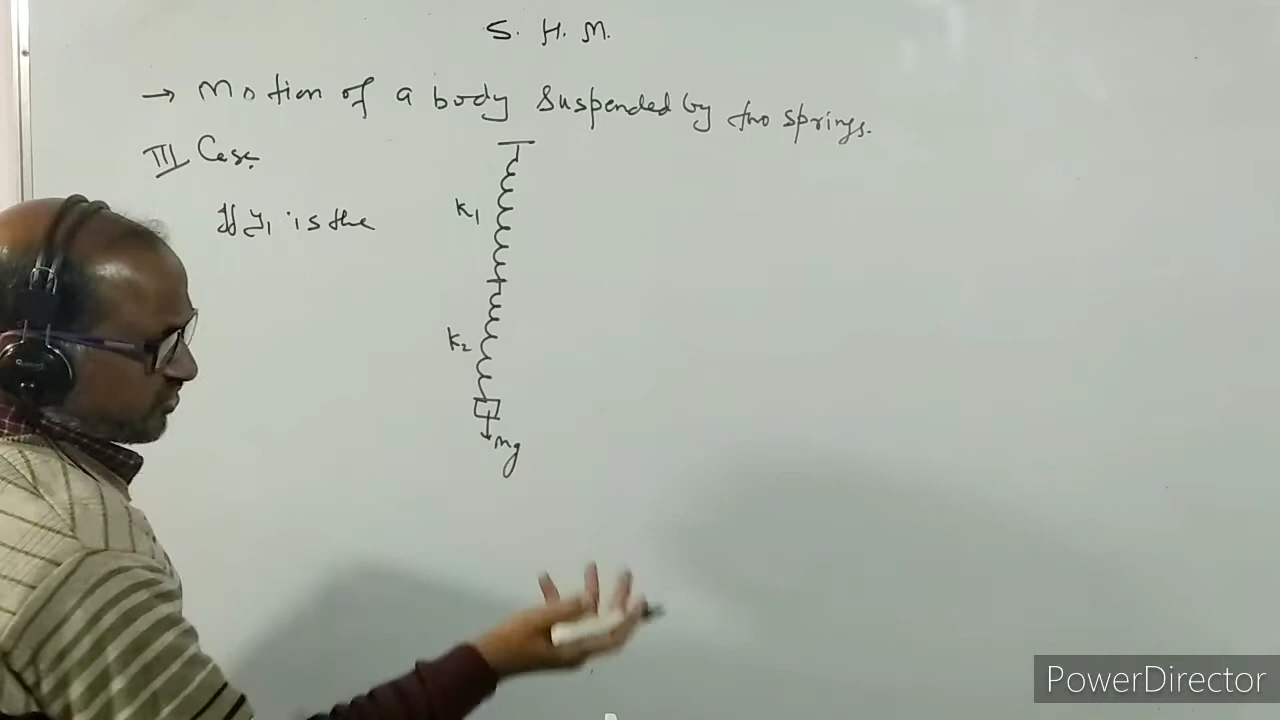 S. H. M.
→ Motion of a body suspended by two springs.
III Case.
If y₁ is the
K₁
K₂
mg
PowerDirector